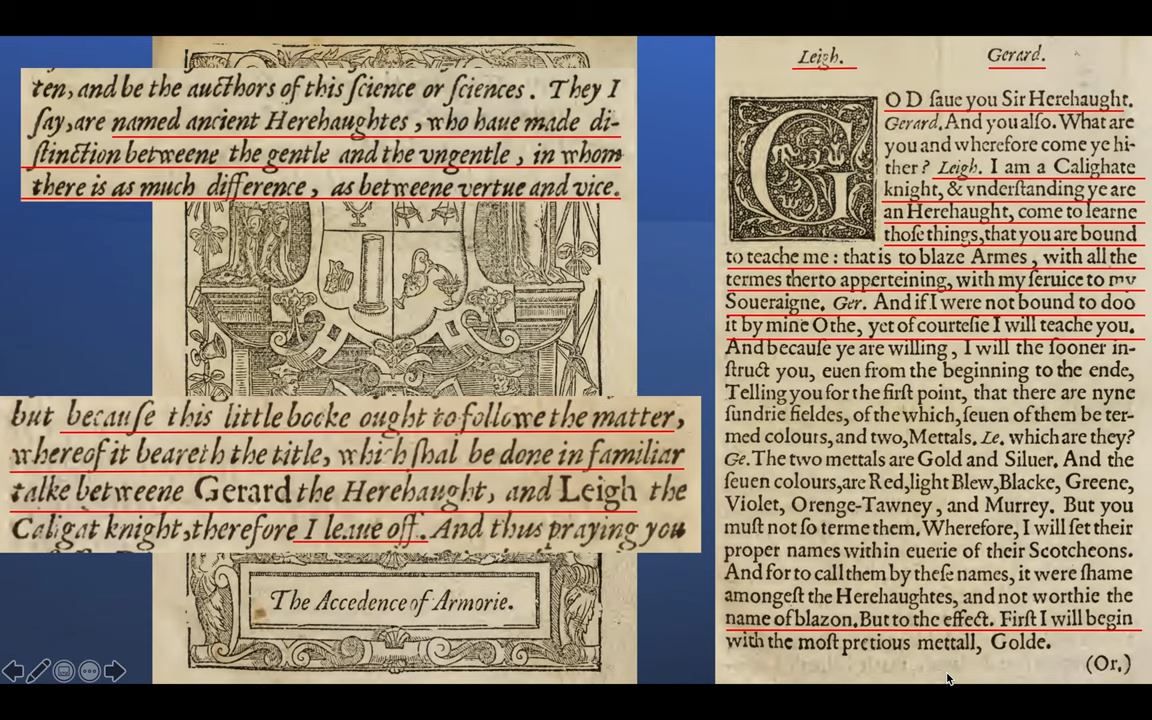 ten, and be the aucthors of this ſcience or ſciences. They I
ſay, are named ancient Herehaughtes, who haue made di-
ſtinction betweene the gentle and the vngentle, in whom
there is as much difference, as betweene vertue and vice.
but becauſe this little booke ought to followe the matter,
whereof it beareth the title, which ſhal be done in familiar
talke betweene Gerard the Herehaught, and Leigh the
Caligat knight, therefore I leaue off. And thus praying you
The Accedence of Armorie.
Leigh. Gerard.
GOD ſaue you Sir Herehaught.
Gerard. And you alſo. What are
you and wherefore come ye hi-
ther? Leigh. I am a Calighate
knight, & vnderſtanding ye are
an Herehaught, come to learne
thoſe things, that you are bound
to teache me: that is to blaze Armes, with all the
termes therto apperteining, with my ſeruice to my
Soueraigne. Ger. And if I were not bound to doo
it by mine Othe, yet of courteſie I will teache you.
And becauſe ye are willing, I will the ſooner in-
ſtruct you, euen from the beginning to the ende,
Telling you for the firſt point, that there are nyne
ſundrie fieldes, of the which, ſeuen of them be ter-
med colours, and two, Mettals. Le. which are they?
Ge. The two mettals are Gold and Siluer. And the
ſeuen colours, are Red, light Blew, Blacke, Greene,
Violet, Orenge-Tawney, and Murrey. But you
muſt not ſo terme them. Wherefore, I will ſet their
proper names within euerie of their Scotcheons.
And for to call them by theſe names, it were ſhame
amongeſt the Herehaughtes, and not worthie the
name of blazon. But to the effect. Firſt I will begin
with the moſt pretious mettall, Golde.
(Or,)